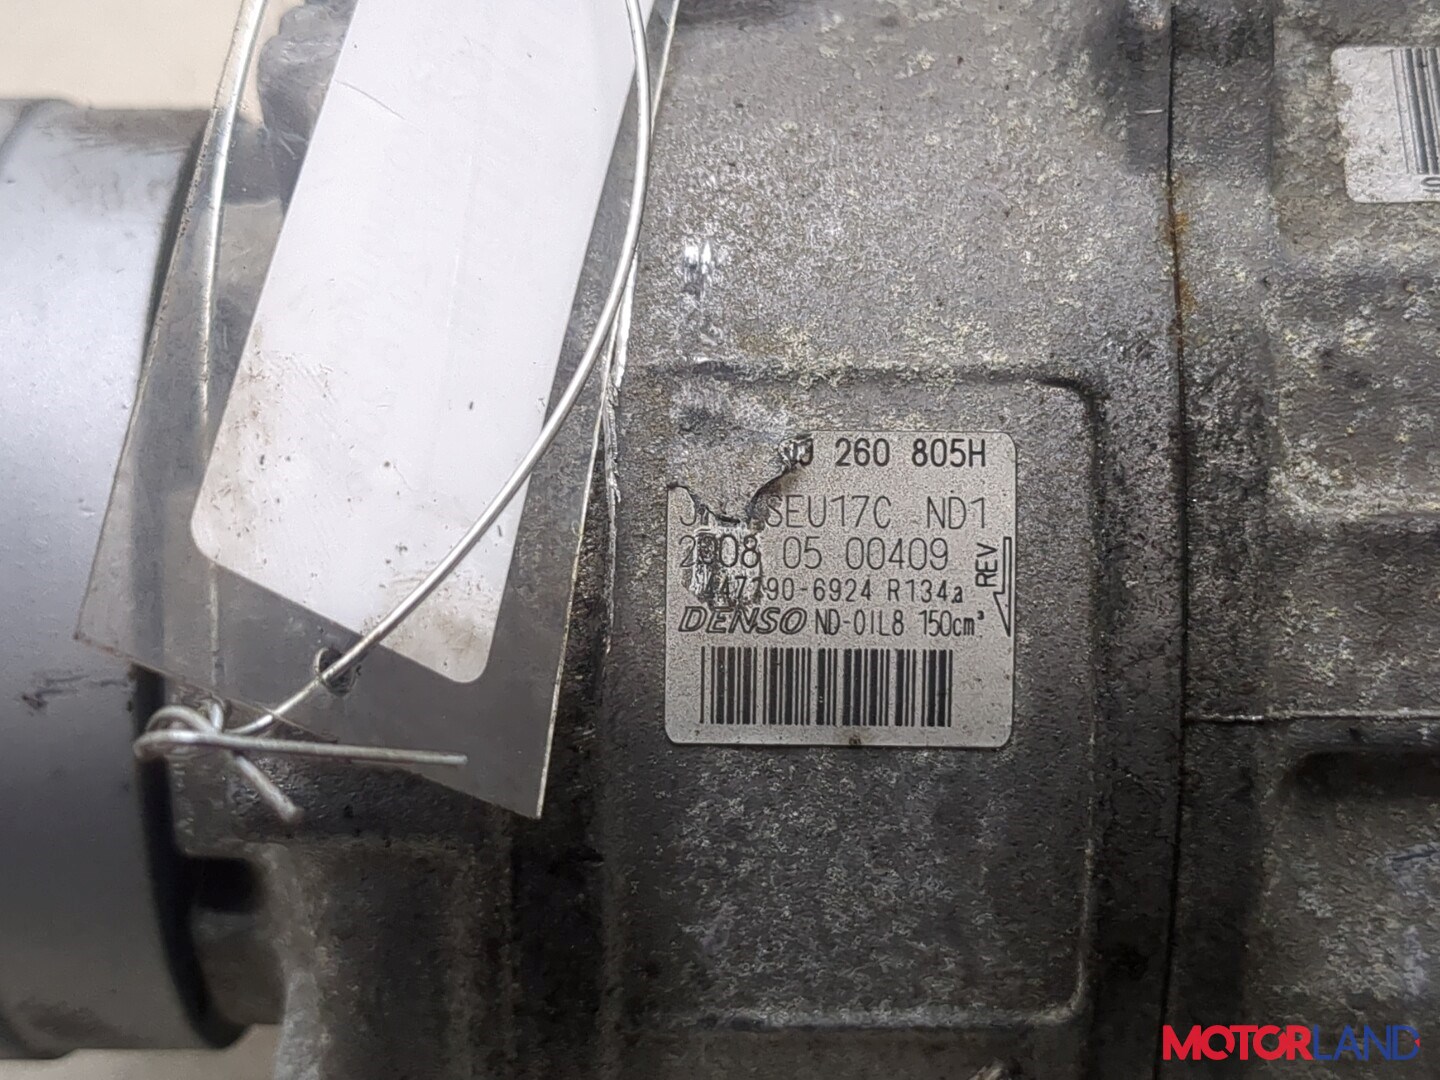 260 805H
SEU17C ND1
05 00409
-6924 R134a
DENSO ND-OIL8 150cm³
REV
MOTORLAND